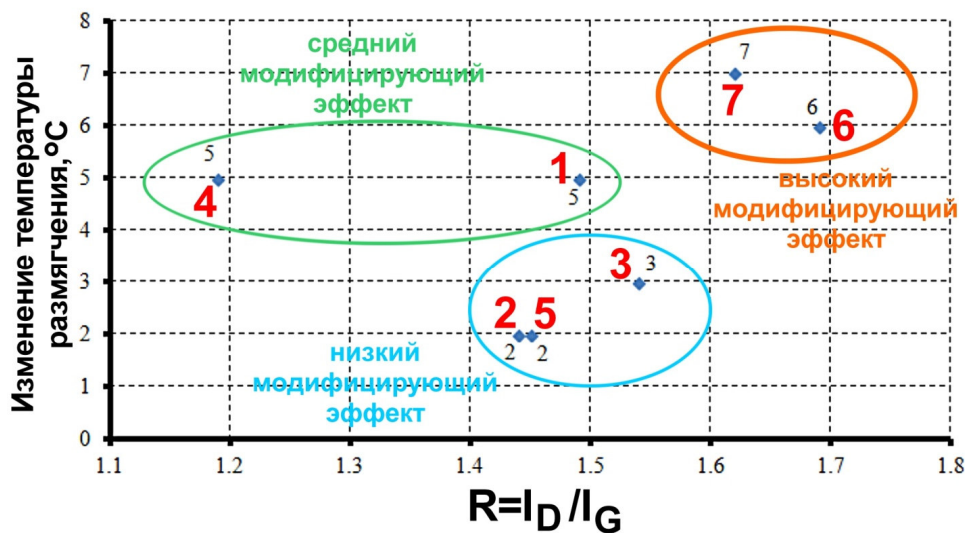 Изменение температуры
размягчения,°C
8
7
6
5
4
3
2
1
0
средний
модифицирующий
эффект
7
7
6
6
5
4
1
5
высокий
модифицирующий
эффект
3
3
2
5
2
2
низкий
модифицирующий
эффект
1.1
1.2
1.3
1.4
1.5
1.6
1.7
1.8
R=I_D/I_G